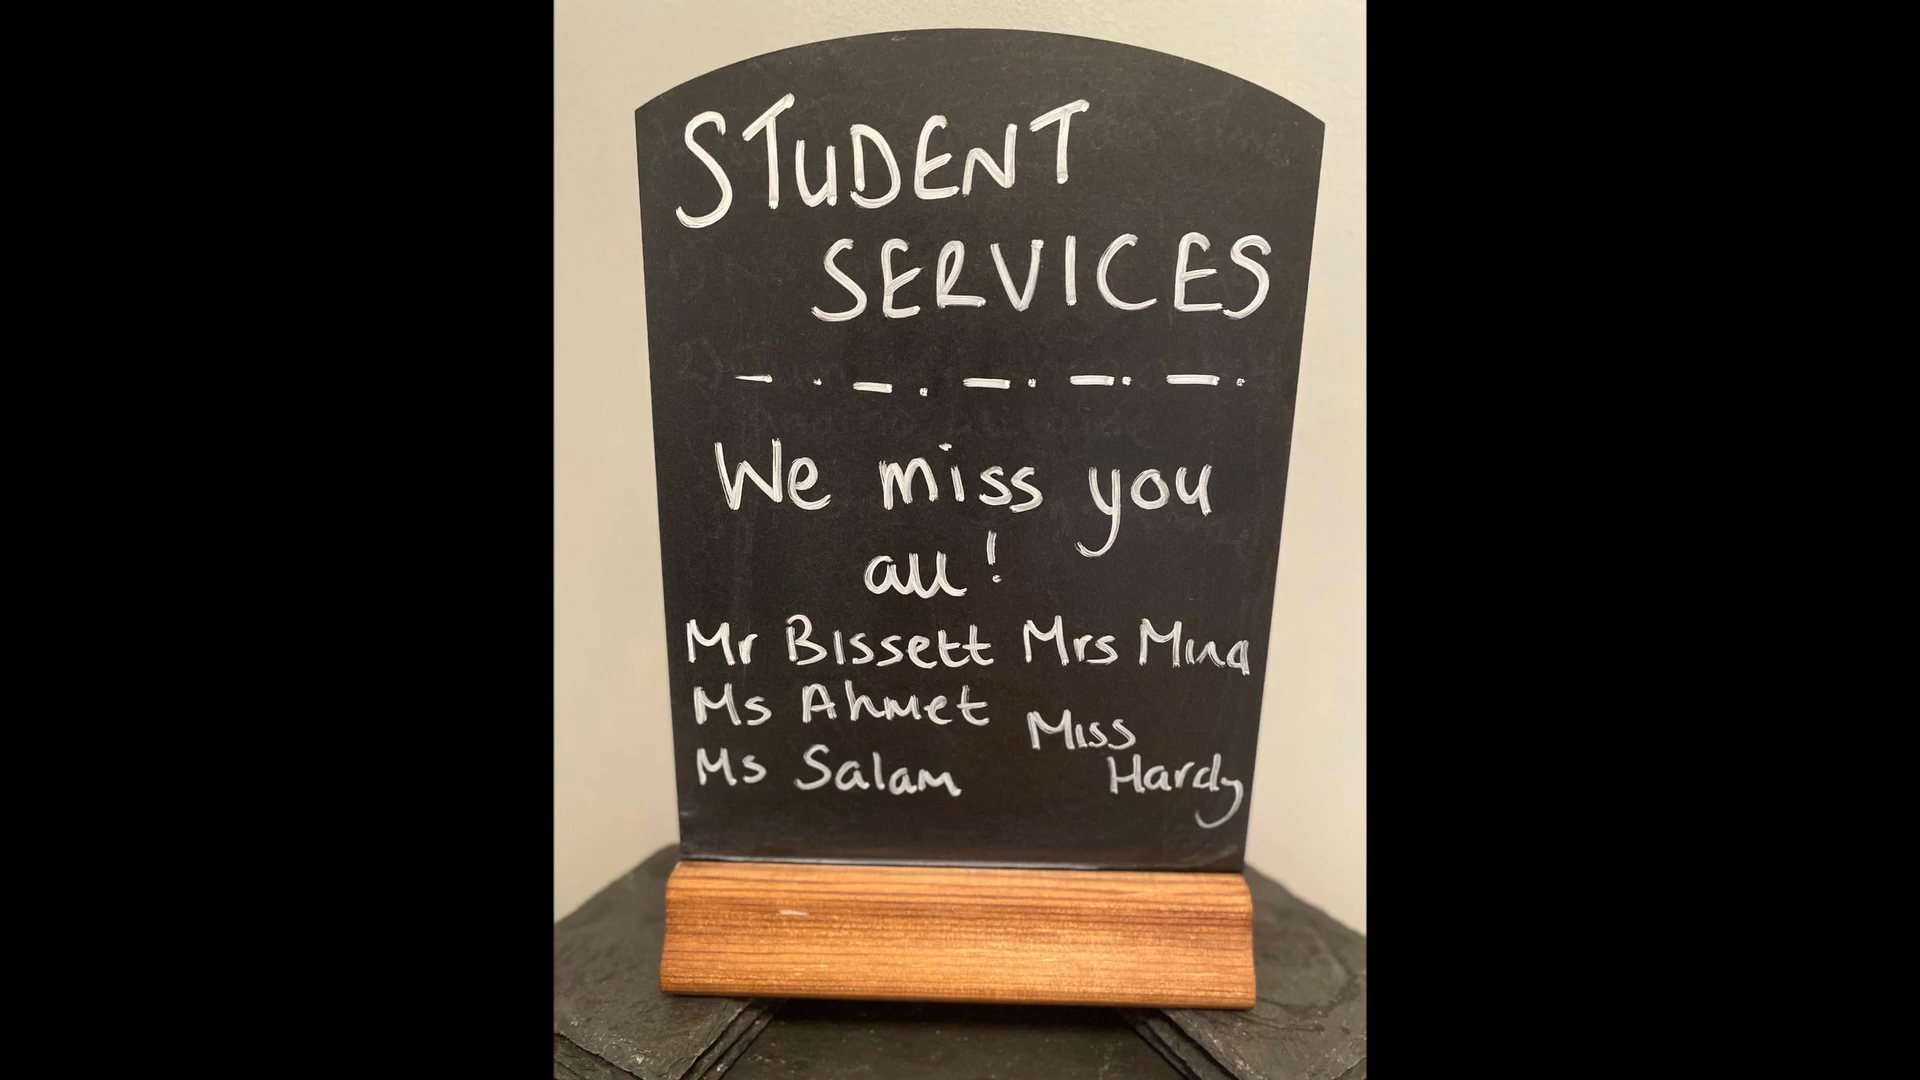 STUDENT
SERVICES
We miss you
all!
Mr Bissett Mrs Mina
Ms Ahmet
Miss
Ms Salam
Hardy